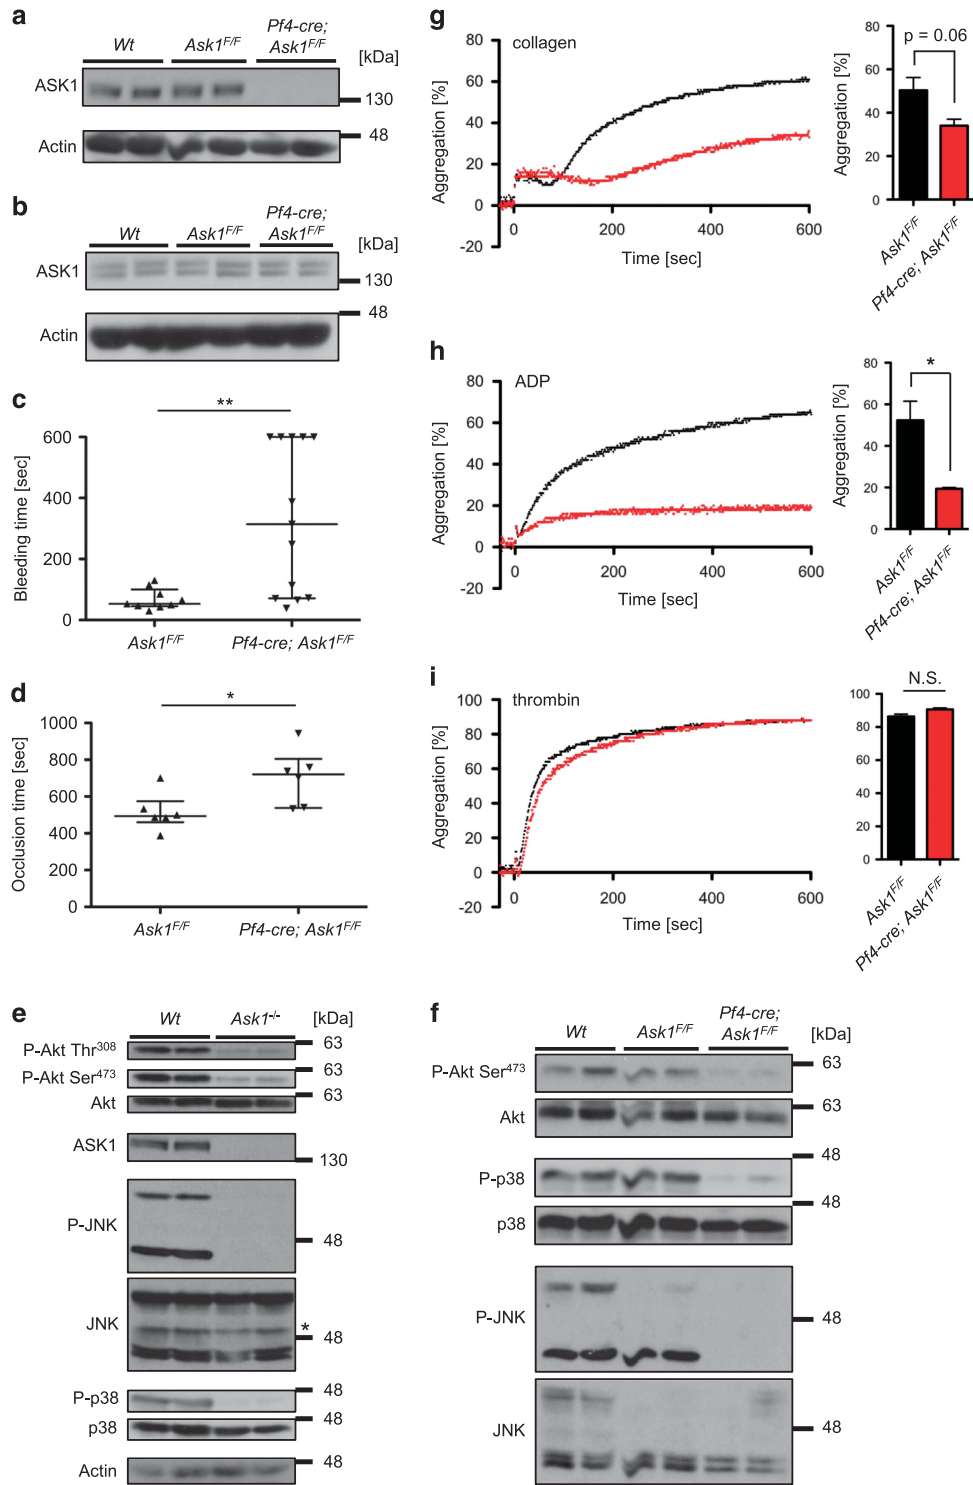 a
Wt
Ask1F/F
Pf4-cre;
Ask1F/F
[kDa]
ASK1
130
48
Actin
b
Wt
Ask1F/F
Pf4-cre;
Ask1F/F
[kDa]
ASK1
130
48
Actin
c
**
Bleeding time [sec]
600
400
200
0
Ask1F/F
Pf4-cre; Ask1F/F
d
*
Occlusion time [sec]
1000
800
600
400
200
0
Ask1F/F
Pf4-cre; Ask1F/F
e
Wt
Ask1-/-
[kDa]
P-Akt Thr308
63
P-Akt Ser473
63
Akt
63
ASK1
130
P-JNK
48
JNK
*
48
P-p38
48
p38
48
Actin
48
f
Wt
Ask1F/F
Pf4-cre;
Ask1F/F
[kDa]
P-Akt Ser473
63
Akt
63
P-p38
48
p38
48
P-JNK
48
JNK
48
g
collagen
Aggregation [%]
80
60
40
20
0
-20
0
200
400
600
Time [sec]
p = 0.06
Aggregation [%]
80
60
40
20
0
Ask1F/F
Pf4-cre; Ask1F/F
h
ADP
Aggregation [%]
80
60
40
20
0
-20
0
200
400
600
Time [sec]
*
Aggregation [%]
80
60
40
20
0
Ask1F/F
Pf4-cre; Ask1F/F
i
thrombin
Aggregation [%]
100
80
60
40
20
0
-20
0
200
400
600
Time [sec]
N.S.
Aggregation [%]
100
80
60
40
20
0
Ask1F/F
Pf4-cre; Ask1F/F